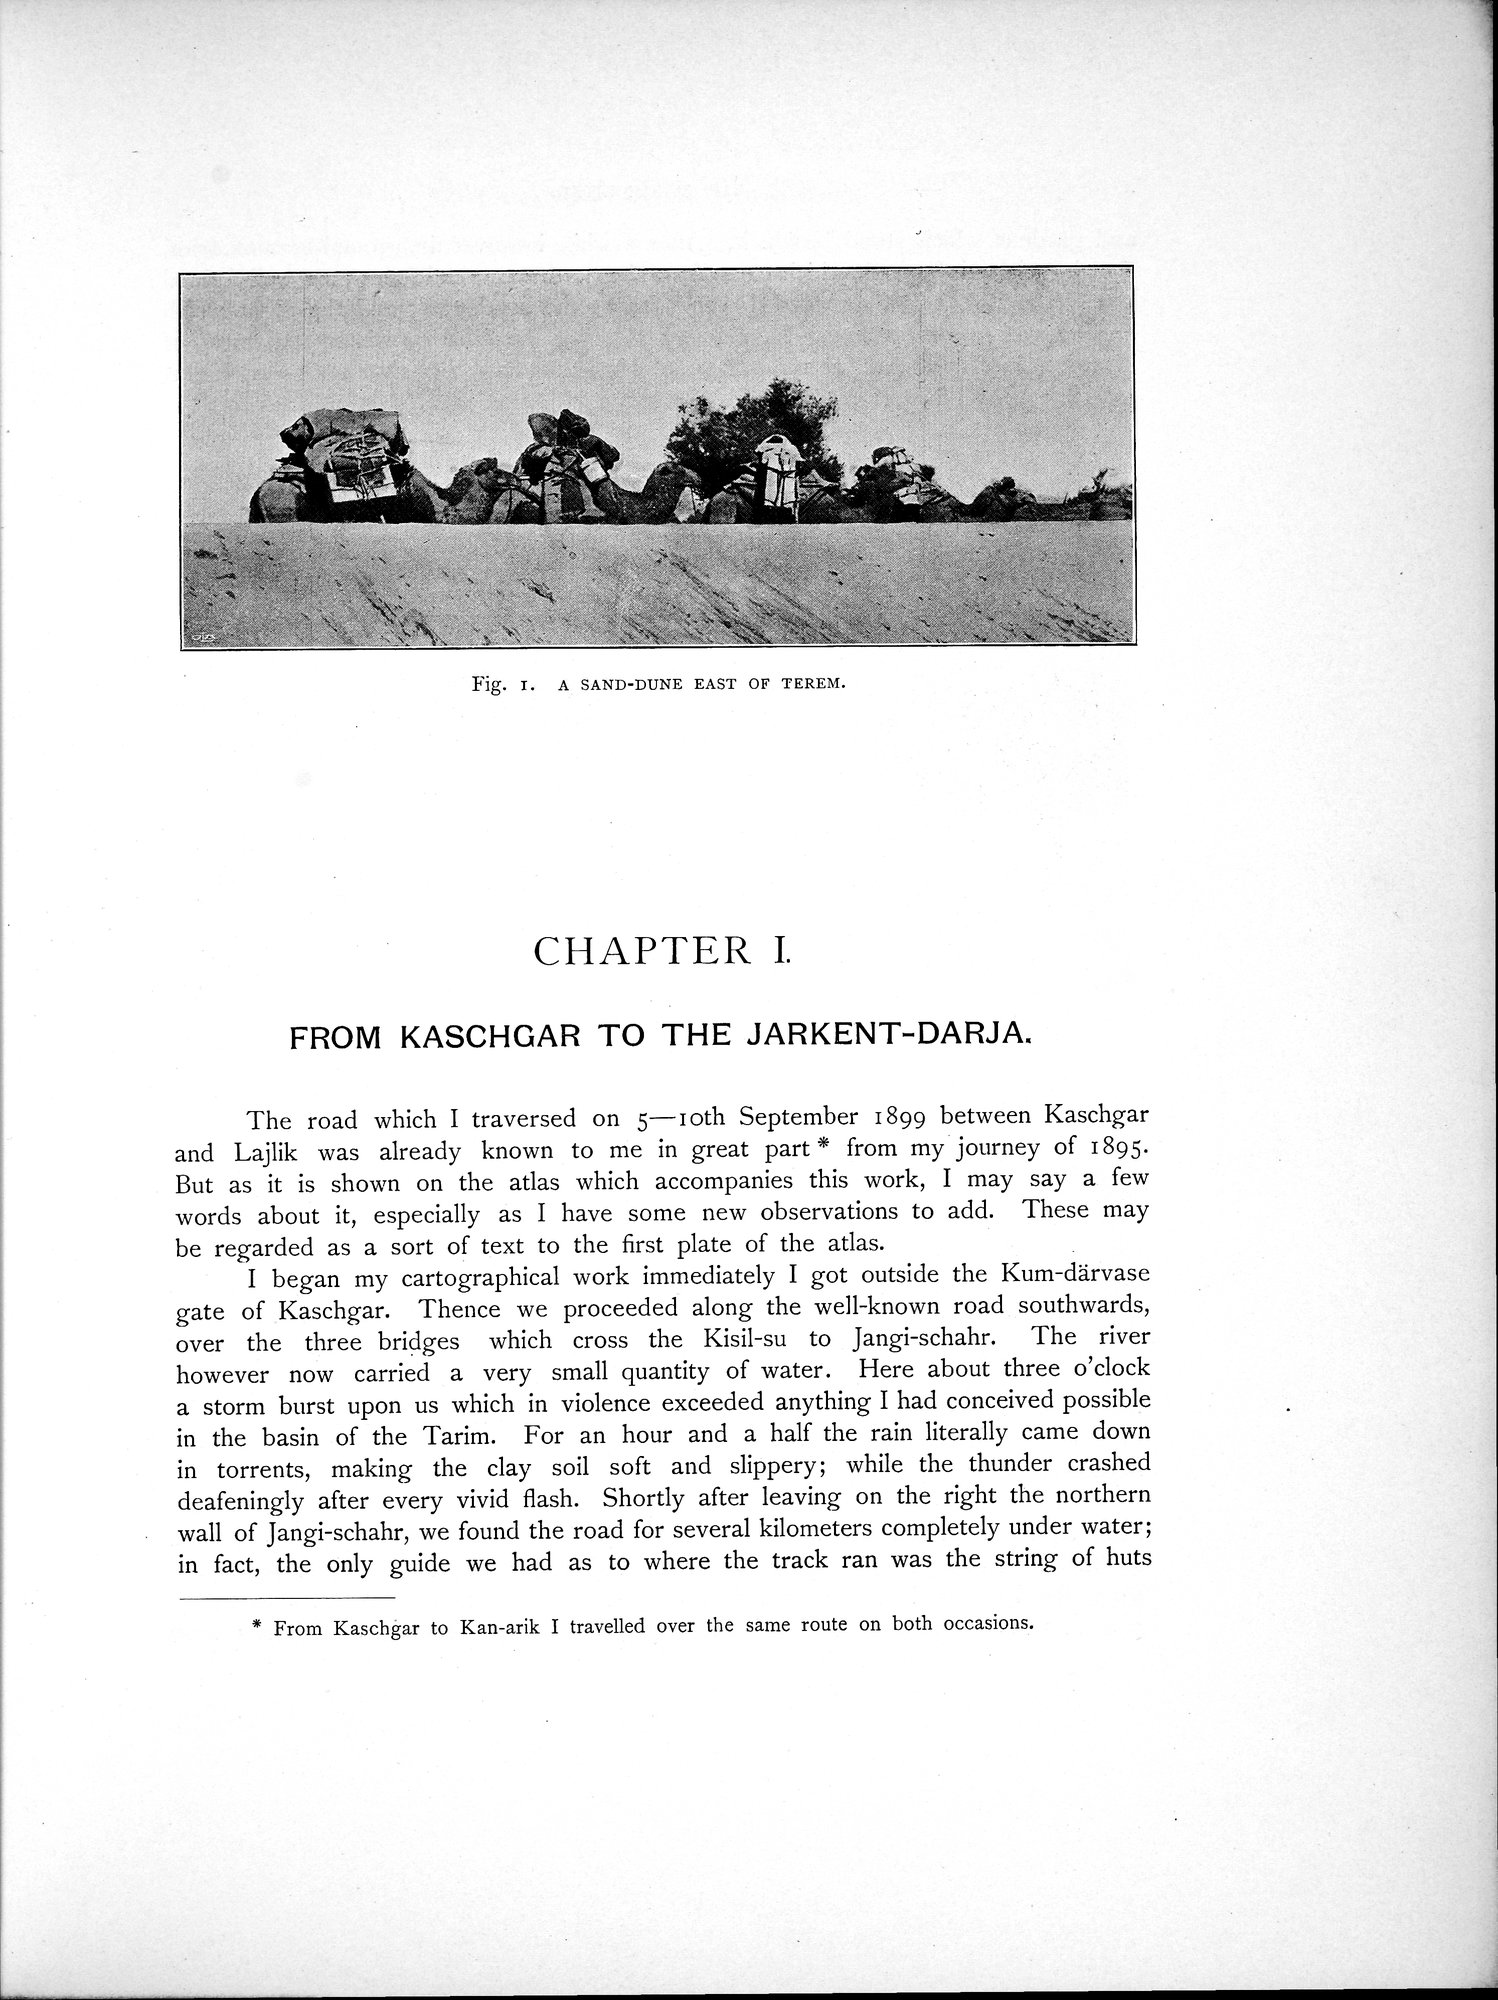 Fig. 1. A SAND-DUNE EAST OF TEREM.
CHAPTER I.
FROM KASCHGAR TO THE JARKENT-DARJA.
The road which I traversed on 5—10th September 1899 between Kaschgar
and Lajlik was already known to me in great part * from my journey of 1895.
But as it is shown on the atlas which accompanies this work, I may say a few
words about it, especially as I have some new observations to add. These may
be regarded as a sort of text to the first plate of the atlas.
I began my cartographical work immediately I got outside the Kum-därvase
gate of Kaschgar. Thence we proceeded along the well-known road southwards,
over the three bridges which cross the Kisil-su to Jangi-schahr. The river
however now carried a very small quantity of water. Here about three o'clock
a storm burst upon us which in violence exceeded anything I had conceived possible
in the basin of the Tarim. For an hour and a half the rain literally came down
in torrents, making the clay soil soft and slippery; while the thunder crashed
deafeningly after every vivid flash. Shortly after leaving on the right the northern
wall of Jangi-schahr, we found the road for several kilometers completely under water;
in fact, the only guide we had as to where the track ran was the string of huts
* From Kaschgar to Kan-arik I travelled over the same route on both occasions.